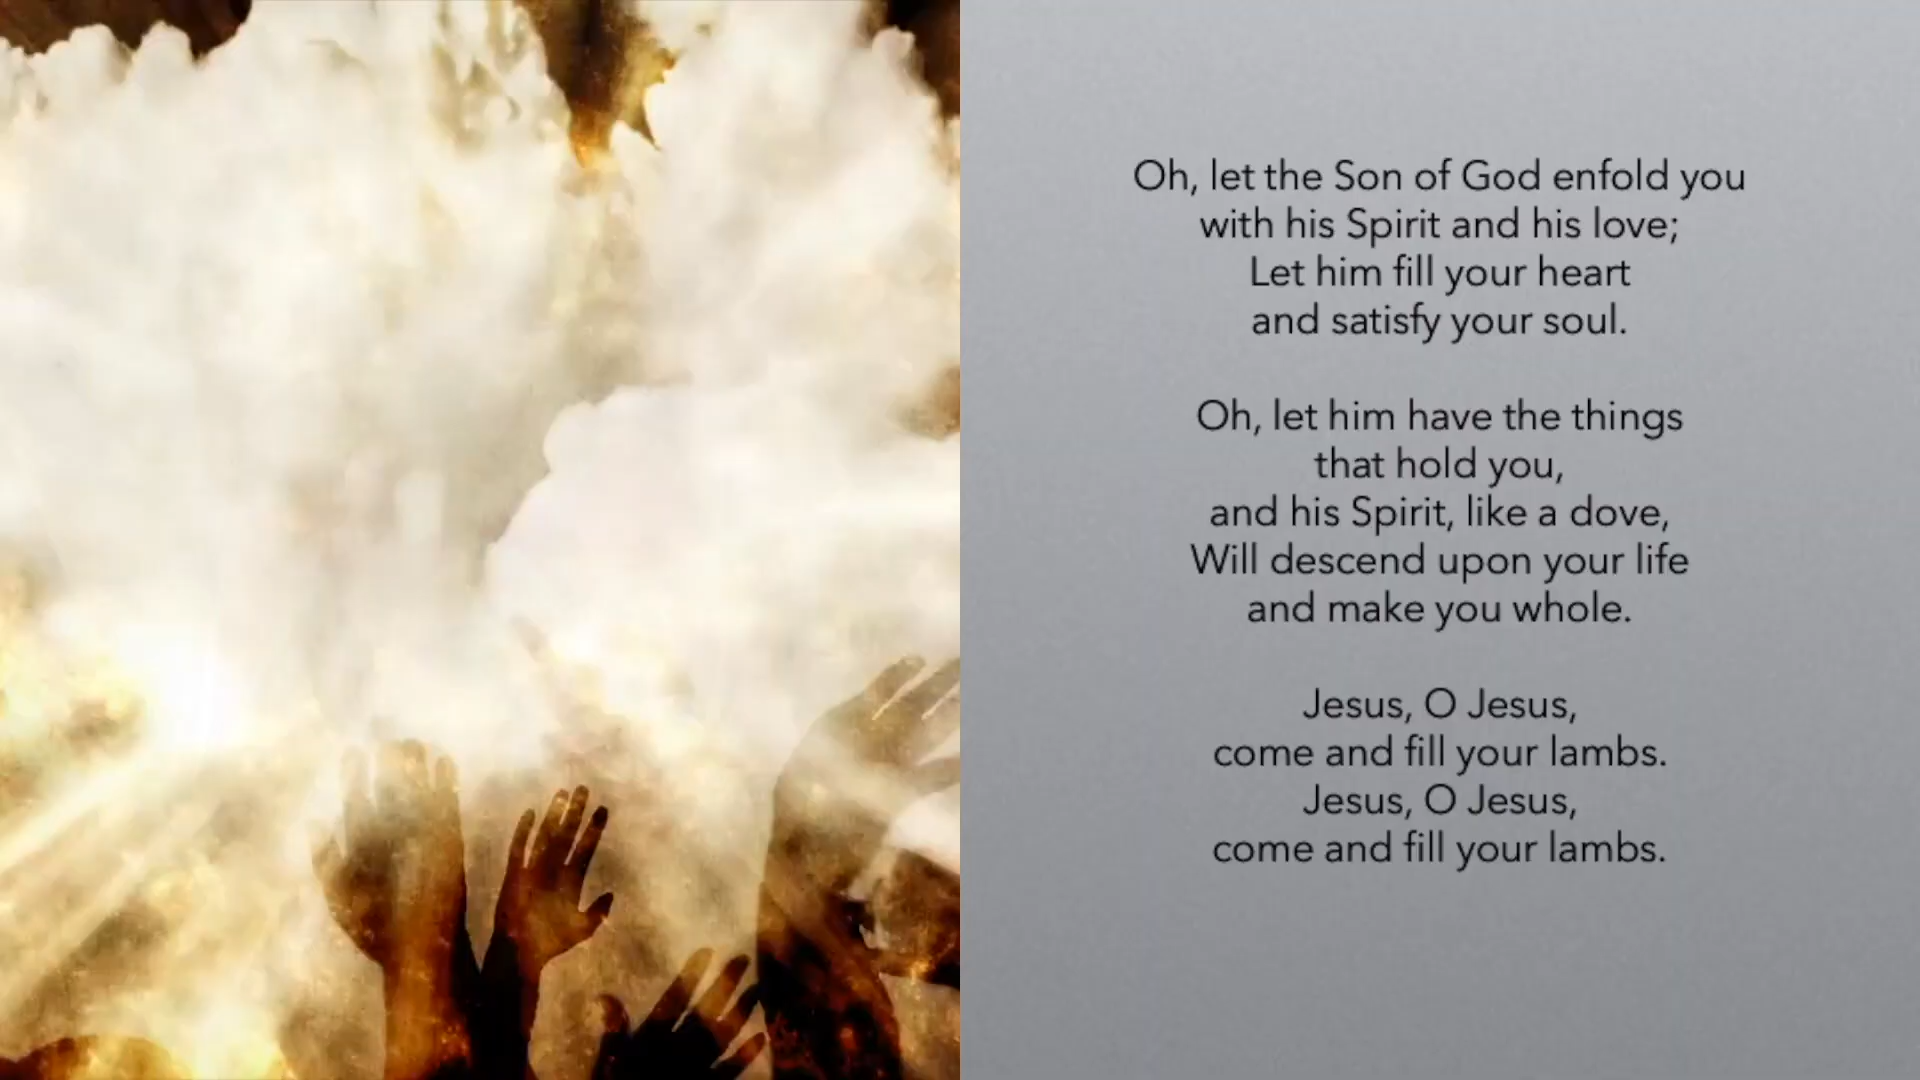 Oh, let the Son of God enfold you
with his Spirit and his love;
Let him fill your heart
and satisfy your soul.
Oh, let him have the things
that hold you,
and his Spirit, like a dove,
Will descend upon your life
and make you whole.
Jesus, O Jesus,
come and fill your lambs.
Jesus, O Jesus,
come and fill your lambs.